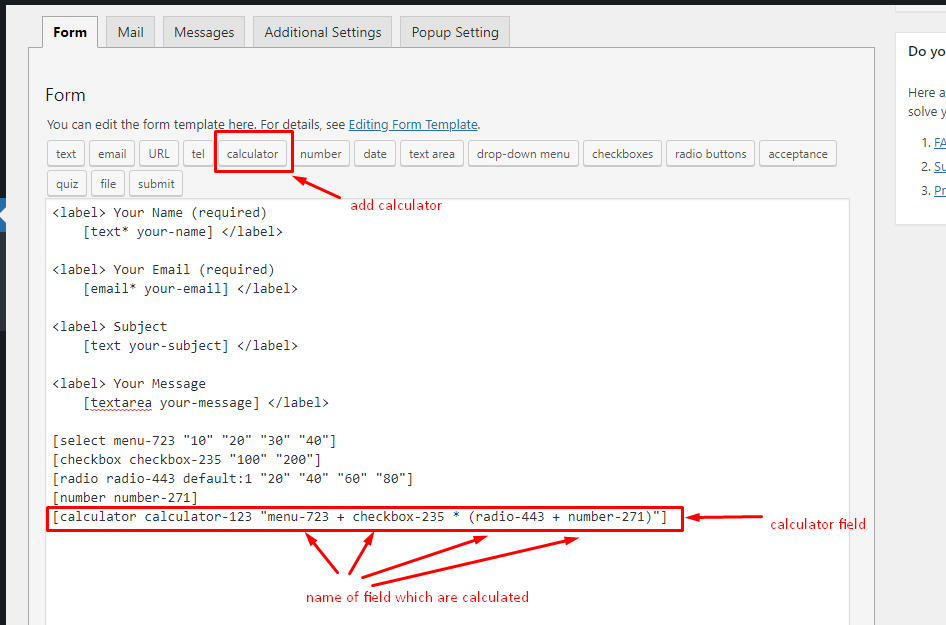 Form Mail Messages Additional Settings Popup Setting
Do yo
Form
Here a
You can edit the form template here. For details, see Editing Form Template.
solve y
text email URL tel calculator number date text area drop-down menu checkboxes radio buttons acceptance
1. FA
2. Su
3. Pr
quiz file submit
add calculator
<label> Your Name (required)
[text* your-name] </label>
<label> Your Email (required)
[email* your-email] </label>
<label> Subject
[text your-subject] </label>
<label> Your Message
[textarea your-message] </label>
[select menu-723 "10" "20" "30" "40"]
[checkbox checkbox-235 "100" "200"]
[radio radio-443 default:1 "20" "40" "60" "80"]
[number number-271]
[calculator calculator-123 "menu-723 + checkbox-235 * (radio-443 + number-271)"]
calculator field
name of field which are calculated